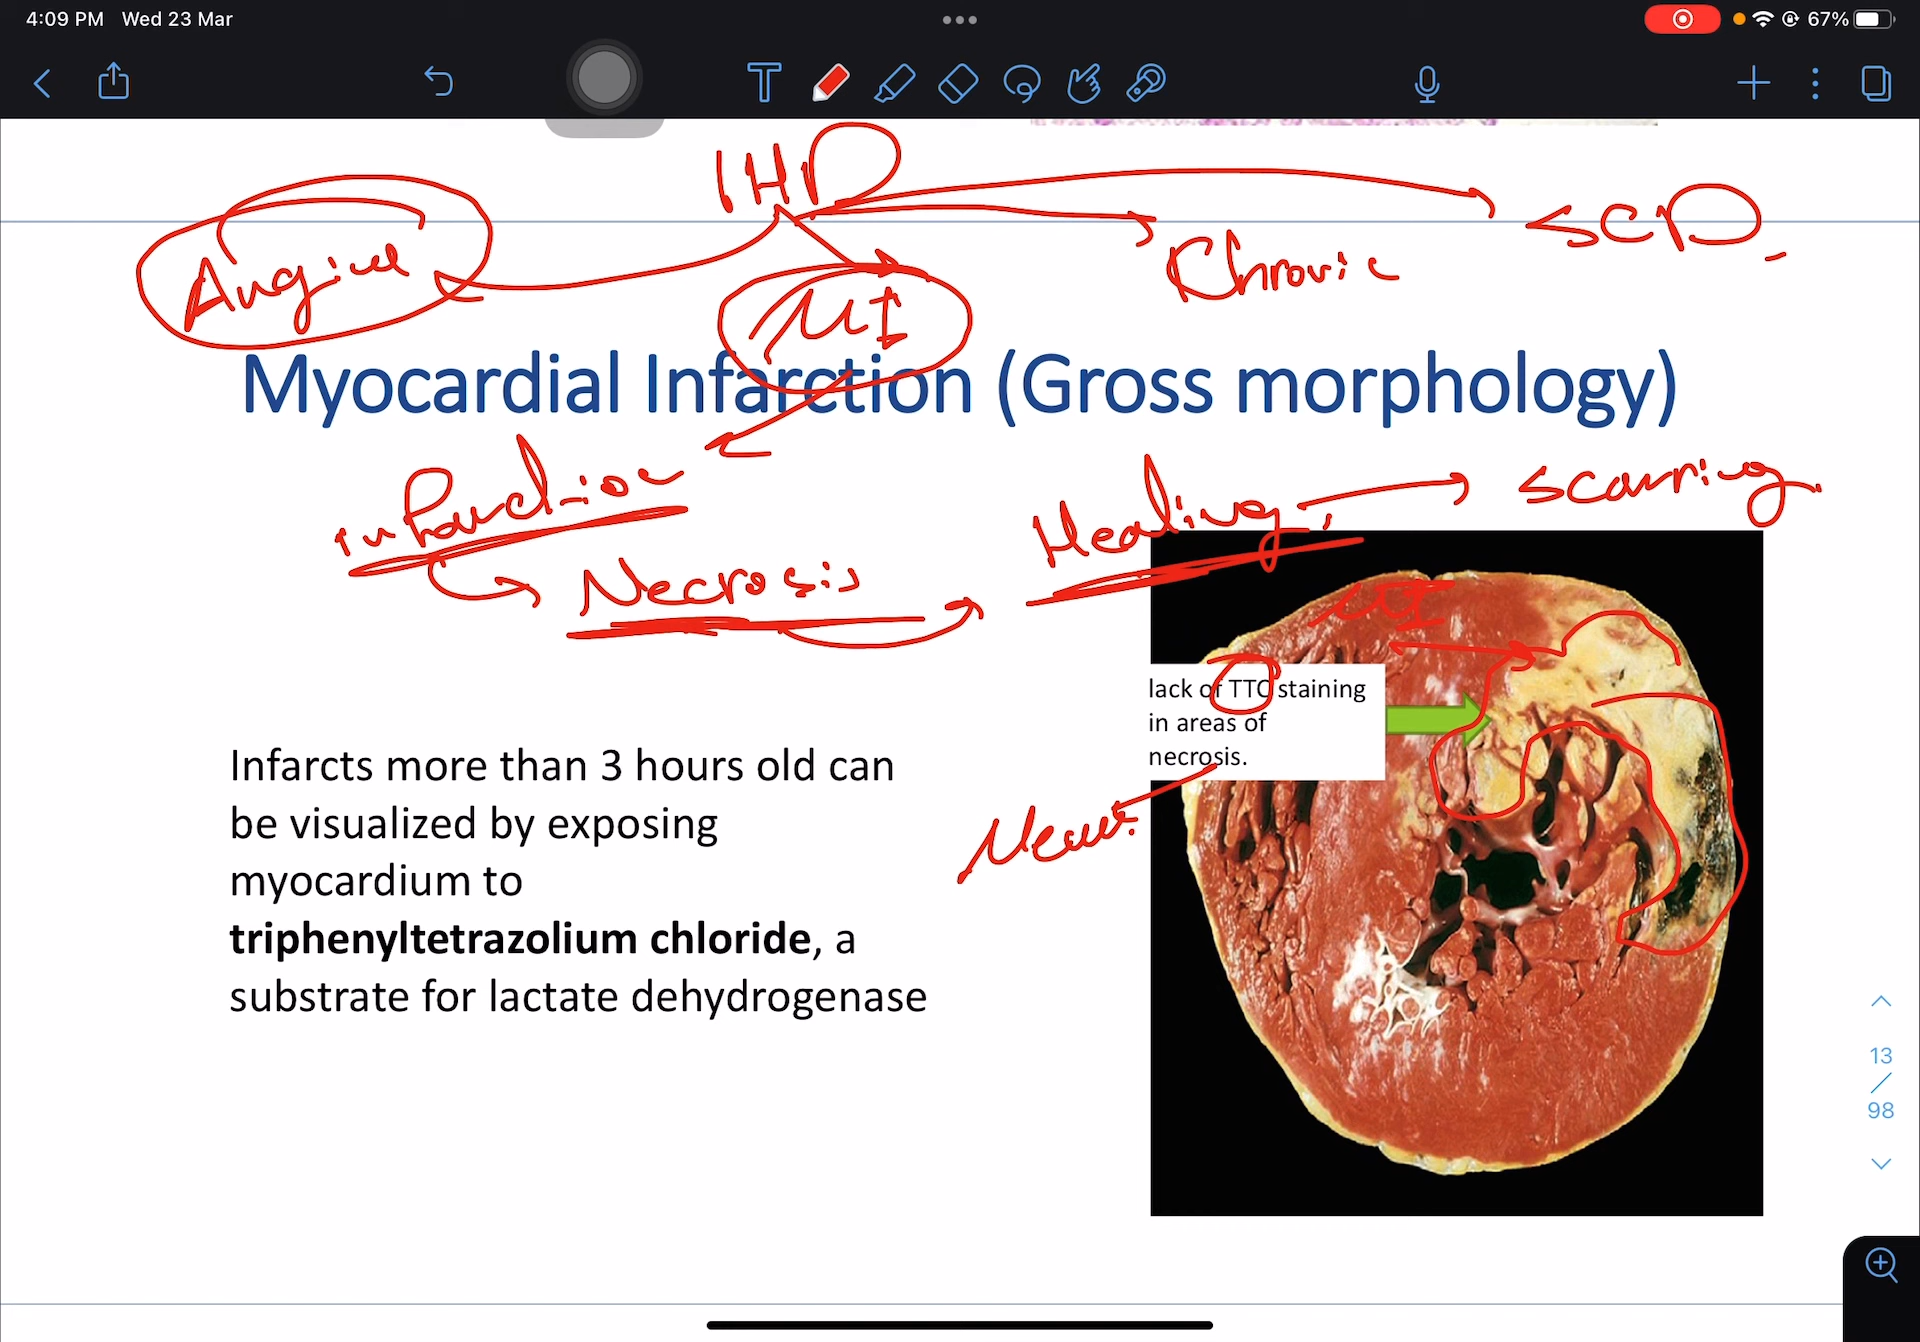 4:09 PM Wed 23 Mar
67%
IHD
SCD.
Angina
Chronic
MI
Myocardial Infarction (Gross morphology)
infarction
Healing
scarring.
Necrosis
MI
lack of TTC staining
in areas of
necrosis.
Infarcts more than 3 hours old can
be visualized by exposing
myocardium to
triphenyltetrazolium chloride, a
substrate for lactate dehydrogenase
13
/
98